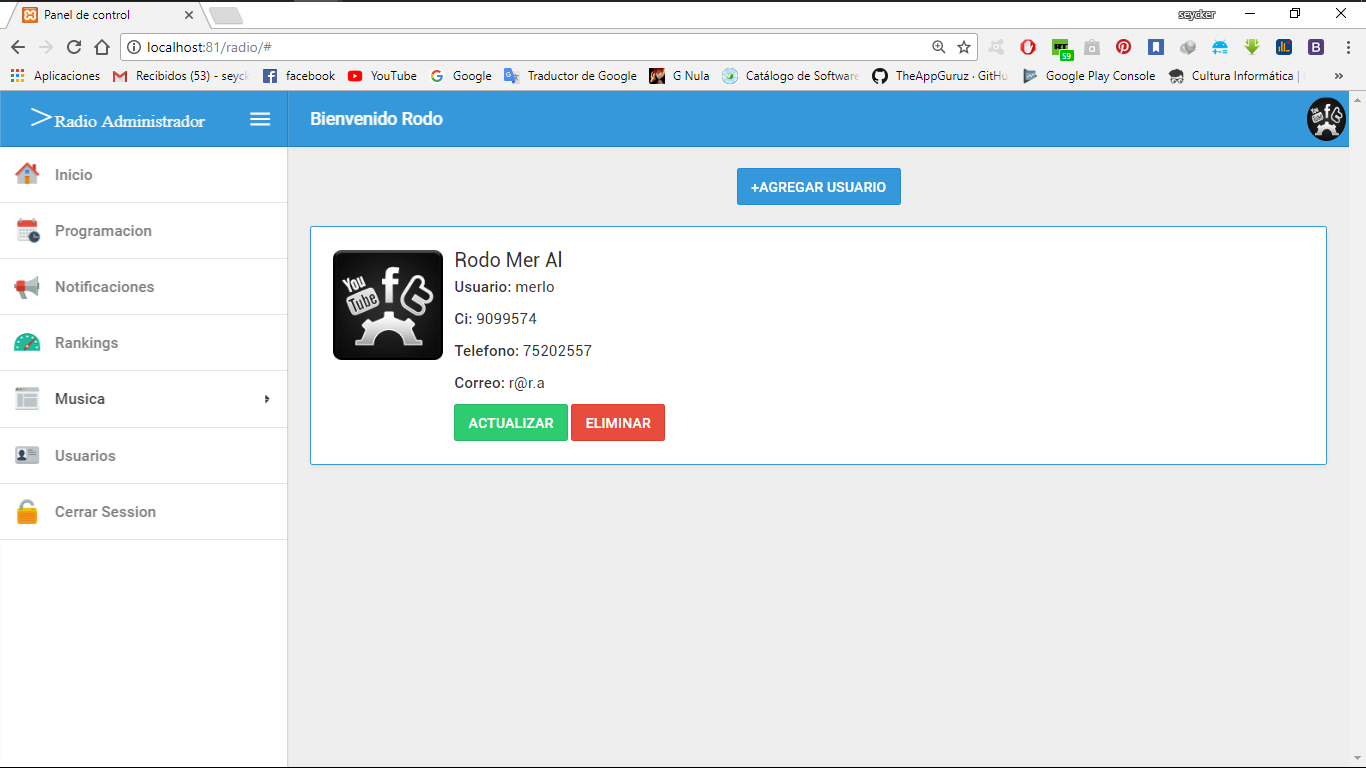 Panel de control
seycker
localhost:81/radio/#
59
Aplicaciones
Recibidos (53) - seyck
facebook
YouTube
Google
Traductor de Google
G Nula
Catálogo de Software
TheAppGuruz · GitHu
Google Play Console
Cultura Informática |
>Radio Administrador
Bienvenido Rodo
Inicio
Programacion
Notificaciones
Rankings
Musica
Usuarios
Cerrar Session
+AGREGAR USUARIO
You Tube f
Rodo Mer Al
Usuario: merlo
Ci: 9099574
Telefono: 75202557
Correo: r@r.a
ACTUALIZAR ELIMINAR